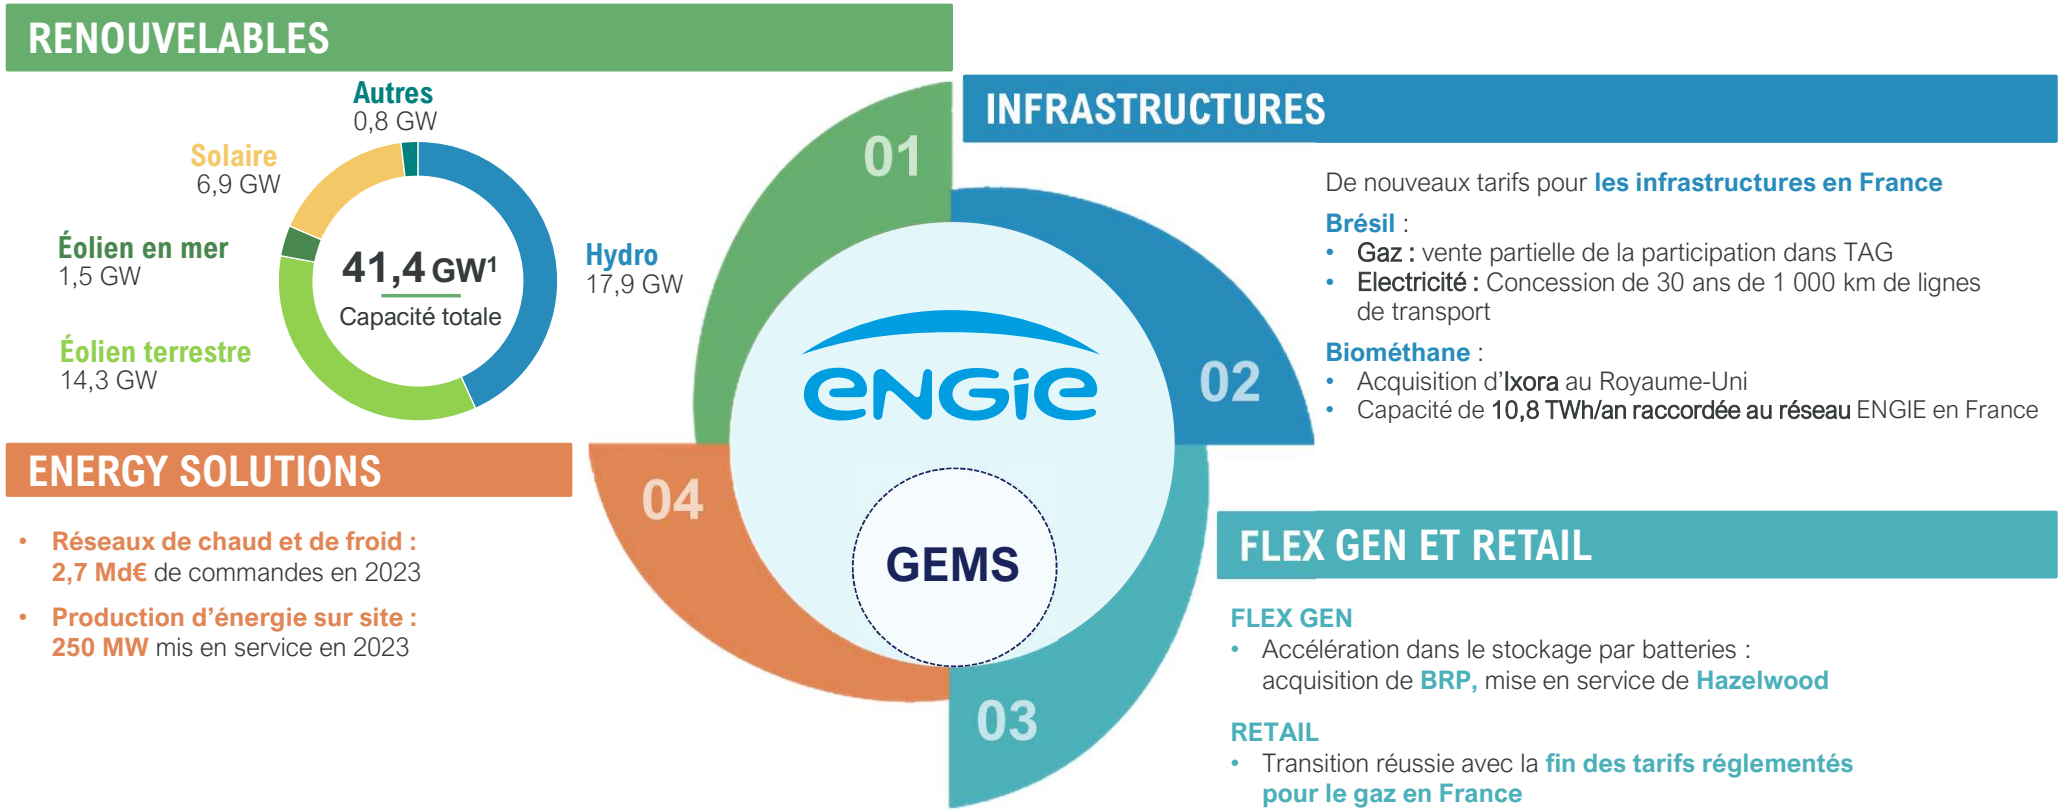 RENOUVELABLES
Autres
0,8 GW
Solaire
6,9 GW
Éolien en mer
1,5 GW
Éolien terrestre
14,3 GW
41,4 GW¹
Capacité totale
Hydro
17,9 GW
01
INFRASTRUCTURES
De nouveaux tarifs pour les infrastructures en France
Brésil :
• Gaz : vente partielle de la participation dans TAG
• Electricité : Concession de 30 ans de 1 000 km de lignes
de transport
Biométhane :
• Acquisition d'Ixora au Royaume-Uni
• Capacité de 10,8 TWh/an raccordée au réseau ENGIE en France
02
ENGiE
GEMS
FLEX GEN ET RETAIL
FLEX GEN
• Accélération dans le stockage par batteries :
acquisition de BRP, mise en service de Hazelwood
RETAIL
• Transition réussie avec la fin des tarifs réglementés
pour le gaz en France
03
ENERGY SOLUTIONS
• Réseaux de chaud et de froid :
2,7 Md€ de commandes en 2023
• Production d'énergie sur site :
250 MW mis en service en 2023
04